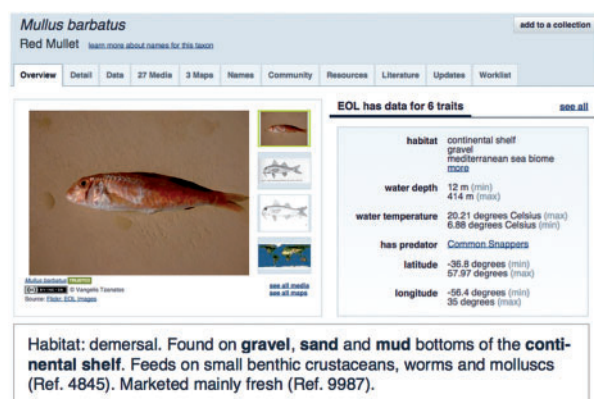 Mullus barbatus
add to a collection
Red Mullet learn more about names for this taxon
Overview Detail Data 27 Media 3 Maps Names Community Resources Literature Updates Worklist
EOL has data for 6 traits see all
habitat continental shelf
gravel
mediterranean sea biome
more
water depth 12 m (min)
414 m (max)
water temperature 20.21 degrees Celsius (max)
6.88 degrees Celsius (min)
has predator Common Snappers
latitude -36.8 degrees (min)
57.97 degrees (max)
longitude -56.4 degrees (min)
35 degrees (max)
Mullus barbatus TRUSTED
© Vangelis Tsinatse
Source: Flickr: EOL Images
see all media
see all maps
Habitat: demersal. Found on gravel, sand and mud bottoms of the conti-
nental shelf. Feeds on small benthic crustaceans, worms and molluscs
(Ref. 4845). Marketed mainly fresh (Ref. 9987).